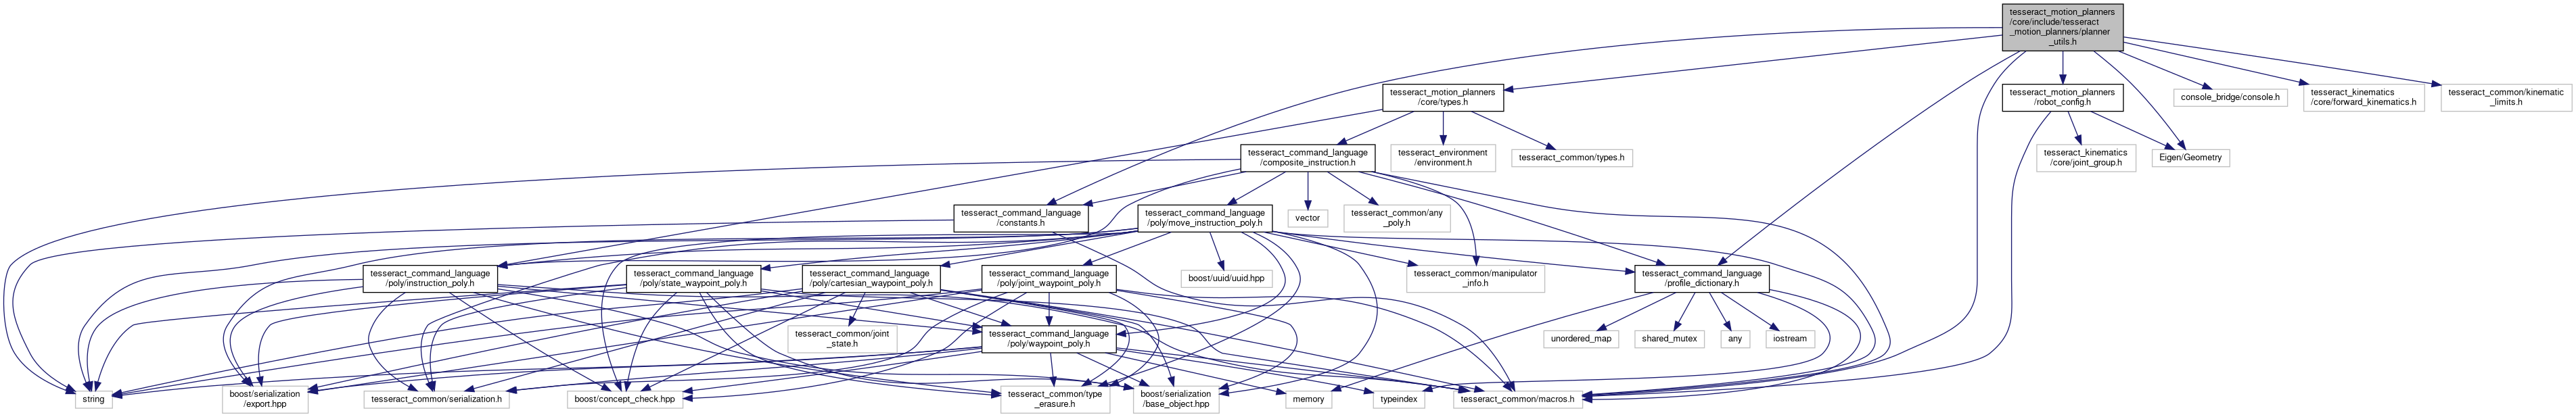 tesseract_motion_planners
/core/include/tesseract
_motion_planners/planner
_utils.h
tesseract_motion_planners
/core/types.h
tesseract_motion_planners
/robot_config.h
console_bridge/console.h
tesseract_kinematics
/core/forward_kinematics.h
tesseract_common/kinematic
_limits.h
tesseract_command_language
/composite_instruction.h
tesseract_environment
/environment.h
tesseract_common/types.h
tesseract_kinematics
/core/joint_group.h
Eigen/Geometry
tesseract_command_language
/constants.h
tesseract_command_language
/poly/move_instruction_poly.h
vector
tesseract_common/any
_poly.h
tesseract_command_language
/poly/instruction_poly.h
tesseract_command_language
/poly/state_waypoint_poly.h
tesseract_command_language
/poly/cartesian_waypoint_poly.h
tesseract_command_language
/poly/joint_waypoint_poly.h
boost/uuid/uuid.hpp
tesseract_common/manipulator
_info.h
tesseract_command_language
/profile_dictionary.h
tesseract_common/joint
_state.h
tesseract_command_language
/poly/waypoint_poly.h
unordered_map
shared_mutex
any
iostream
string
boost/serialization
/export.hpp
tesseract_common/serialization.h
boost/concept_check.hpp
tesseract_common/type
_erasure.h
boost/serialization
/base_object.hpp
memory
typeindex
tesseract_common/macros.h